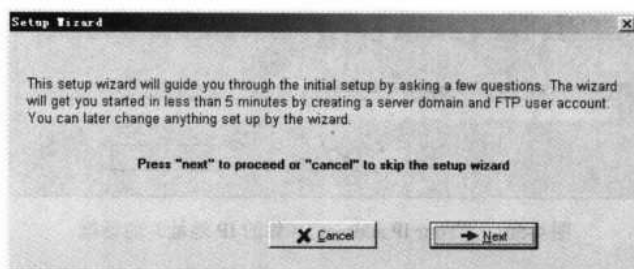 Setup Wizard
This setup wizard will guide you through the initial setup by asking a few questions. The wizard
will get you started in less than 5 minutes by creating a server domain and FTP user account.
You can later change anything set up by the wizard.
Press "next" to proceed or "cancel" to skip the setup wizard
Cancel
Next